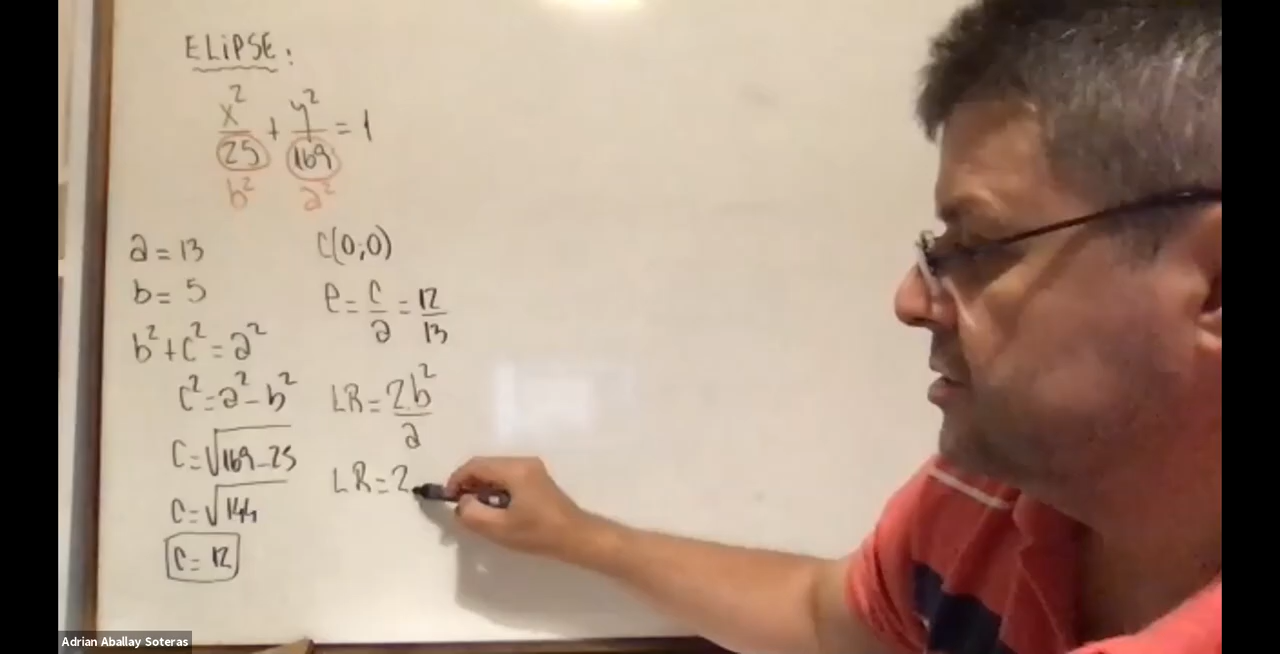 ELIPSE:
x²/25 + y²/169 = 1
b² a²
a = 13
b = 5
b² + c² = a²
c² = a² - b²
c = √169-25
c = √144
c = 12
C(0;0)
e = c/a = 12/13
LR = 2b²/a
LR = 2.
Adrian Aballay Soteras